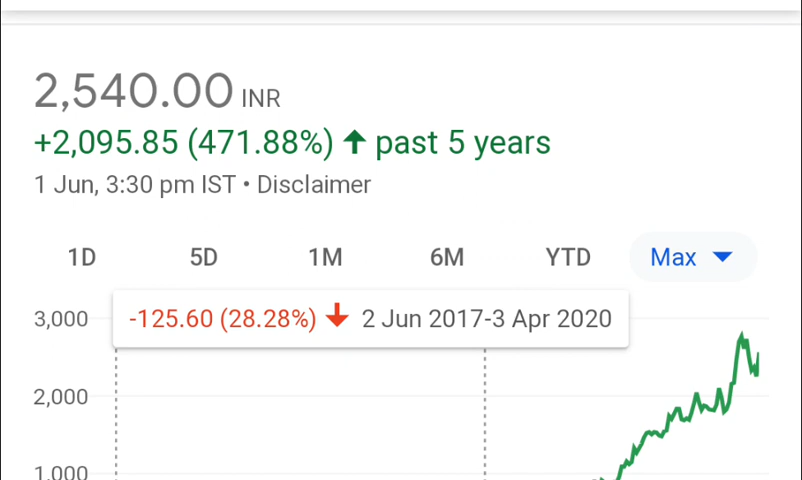 2,540.00 INR
+2,095.85 (471.88%) ↑ past 5 years
1 Jun, 3:30 pm IST • Disclaimer
1D 5D 1M 6M YTD Max
3,000
-125.60 (28.28%) ↓ 2 Jun 2017-3 Apr 2020
2,000
1,000